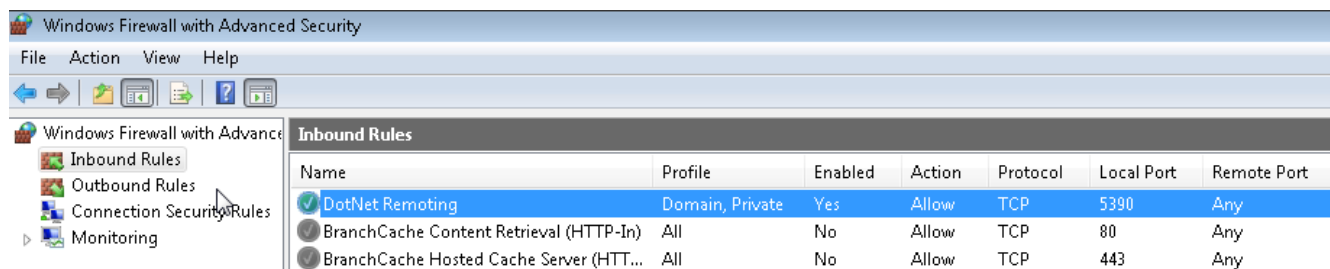 Windows Firewall with Advanced Security
File Action View Help
Windows Firewall with Advance
Inbound Rules
Outbound Rules
Connection Security Rules
Monitoring
Inbound Rules
Name Profile Enabled Action Protocol Local Port Remote Port
DotNet Remoting Domain, Private Yes Allow TCP 5390 Any
BranchCache Content Retrieval (HTTP-In) All No Allow TCP 80 Any
BranchCache Hosted Cache Server (HTT... All No Allow TCP 443 Any